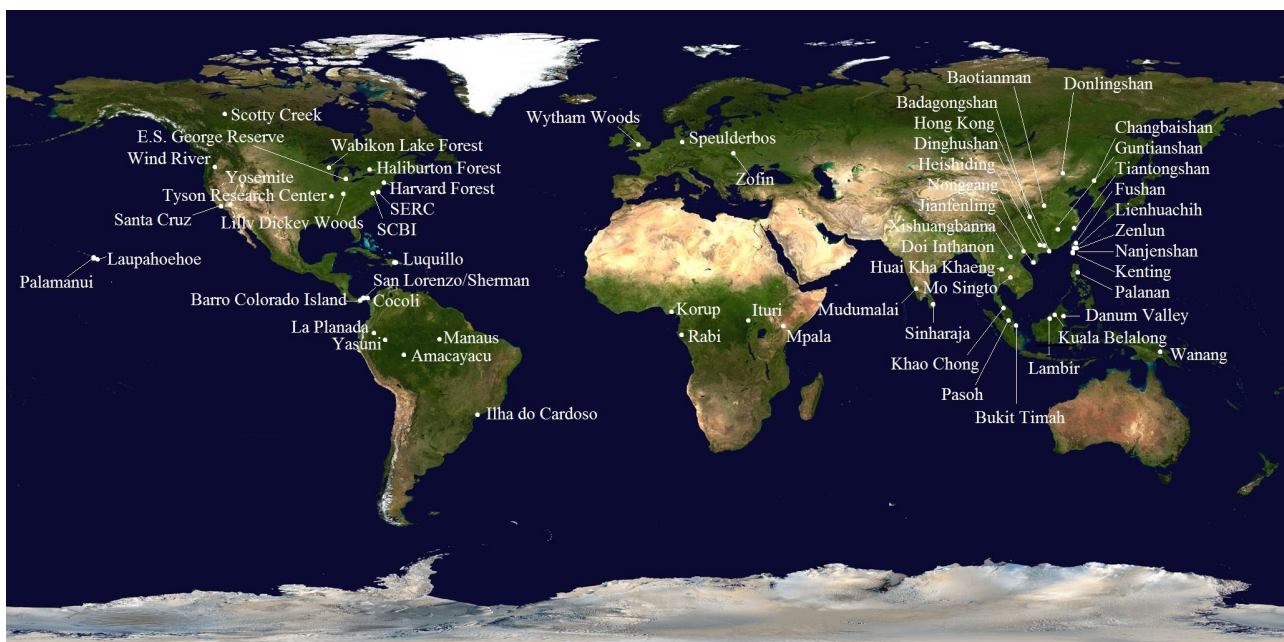 Scotty Creek
E.S. George Reserve
Wabikon Lake Forest
Wind River
Haliburton Forest
Yosemite
Harvard Forest
Tyson Research Center
SERC
Santa Cruz
Lilly Dickey Woods
SCBI
Palamanui
Laupahoehoe
Luquillo
San Lorenzo/Sherman
Barro Colorado Island
Cocoli
La Planada
Yasuni
Manaus
Amacayacu
Ilha do Cardoso
Wytham Woods
Speulderbos
Zofin
Korup
Ituri
Rabi
Mpala
Baotianman
Donlingshan
Badagongshan
Hong Kong
Dinghushan
Heishiding
Nonggang
Jianfenling
Xishuangbanna
Doi Inthanon
Huai Kha Khaeng
Mo Singto
Mudumalai
Sinharaja
Khao Chong
Pasoh
Bukit Timah
Changbaishan
Guntianshan
Tiantongshan
Fushan
Lienhuachih
Zenlun
Nanjenshan
Kenting
Palanan
Danum Valley
Kuala Belalong
Lambir
Wanang